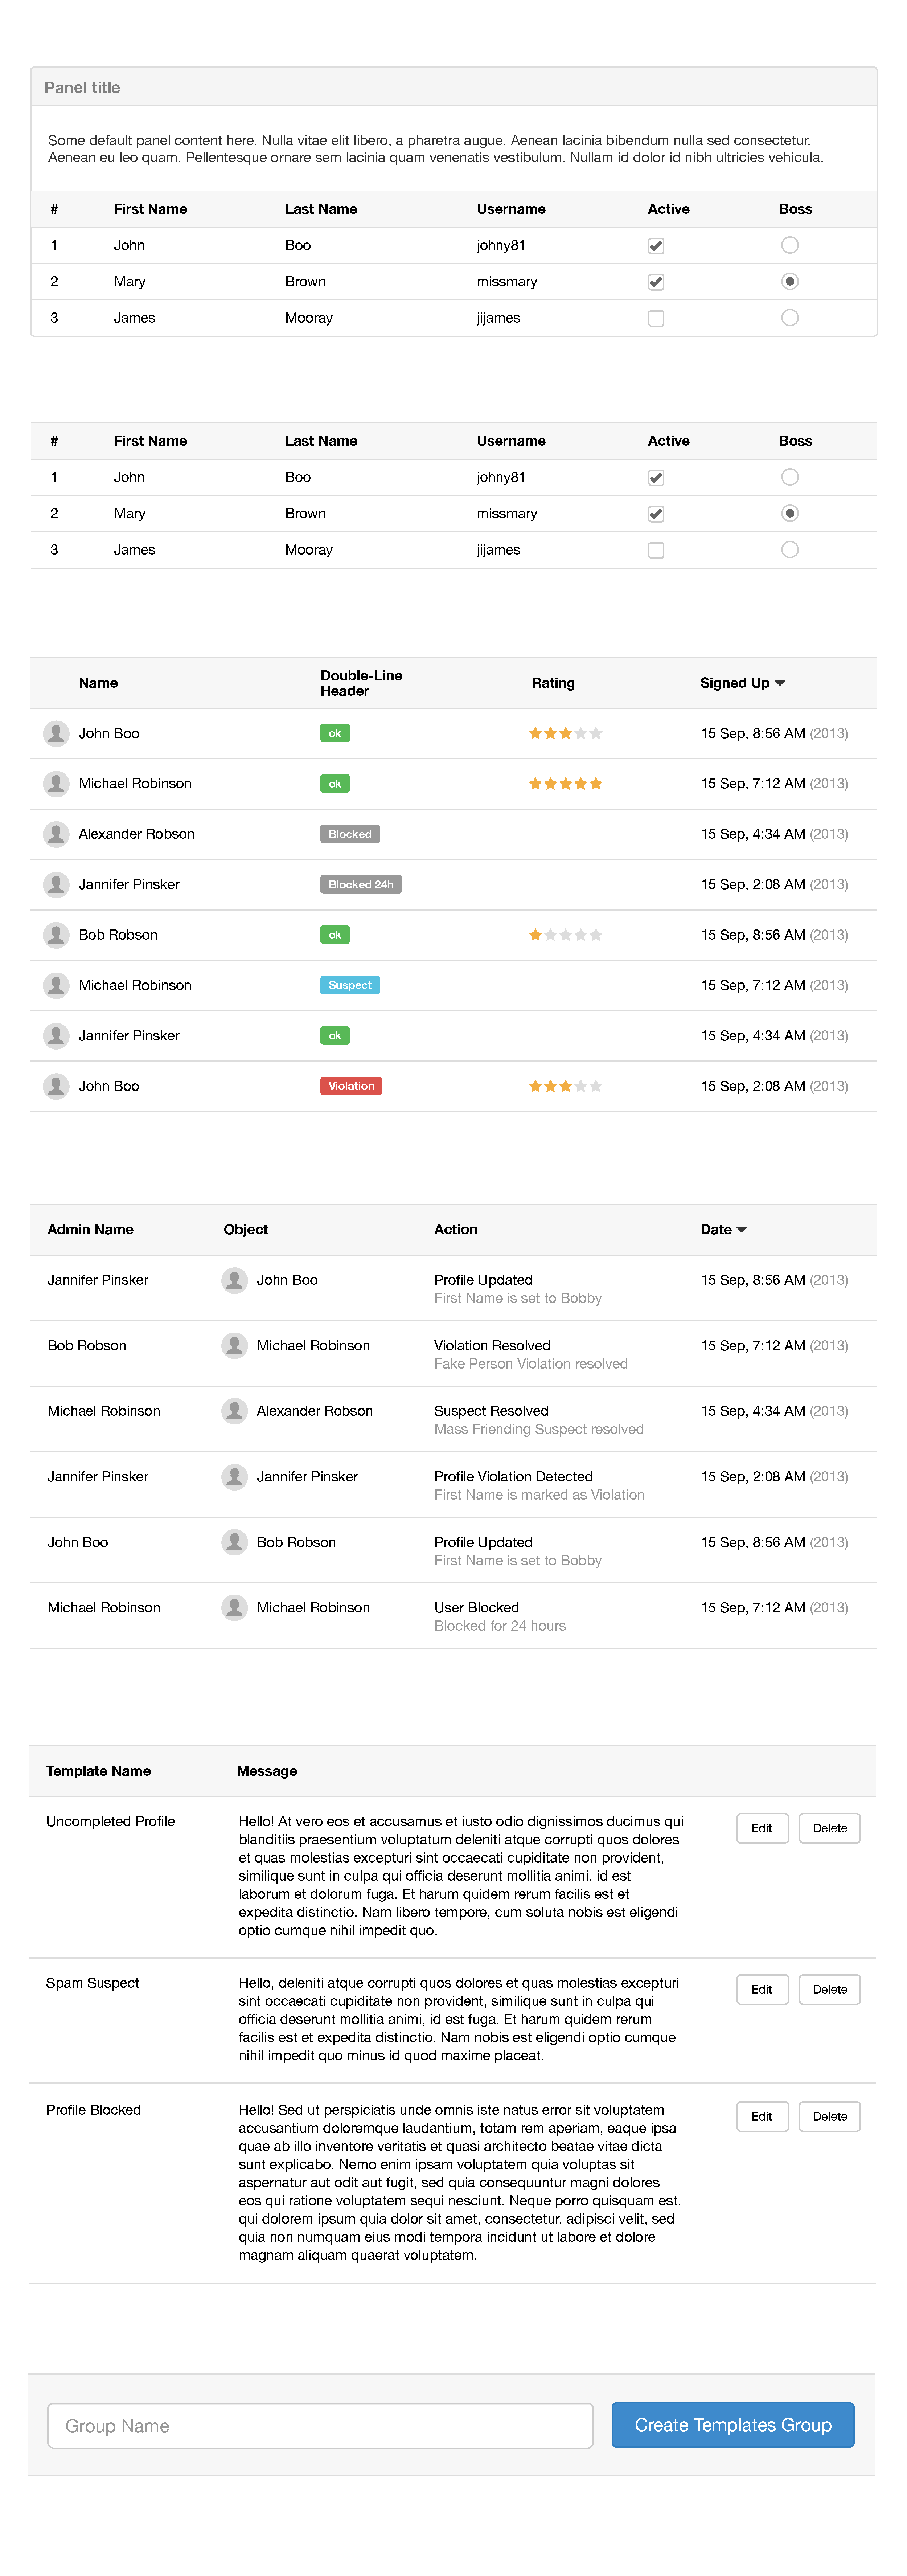 Panel title
Some default panel content here. Nulla vitae elit libero, a pharetra augue. Aenean lacinia bibendum nulla sed consectetur.
Aenean eu leo quam. Pellentesque ornare sem lacinia quam venenatis vestibulum. Nullam id dolor id nibh ultricies vehicula.
# First Name Last Name Username Active Boss
1 John Boo johny81
2 Mary Brown missmary
3 James Mooray jijames
# First Name Last Name Username Active Boss
1 John Boo johny81
2 Mary Brown missmary
3 James Mooray jijames
Name Double-Line Header Rating Signed Up
John Boo ok 15 Sep, 8:56 AM (2013)
Michael Robinson ok 15 Sep, 7:12 AM (2013)
Alexander Robson Blocked 15 Sep, 4:34 AM (2013)
Jannifer Pinsker Blocked 24h 15 Sep, 2:08 AM (2013)
Bob Robson ok 15 Sep, 8:56 AM (2013)
Michael Robinson Suspect 15 Sep, 7:12 AM (2013)
Jannifer Pinsker ok 15 Sep, 4:34 AM (2013)
John Boo Violation 15 Sep, 2:08 AM (2013)
Admin Name Object Action Date
Jannifer Pinsker John Boo Profile Updated 15 Sep, 8:56 AM (2013)
First Name is set to Bobby
Bob Robson Michael Robinson Violation Resolved 15 Sep, 7:12 AM (2013)
Fake Person Violation resolved
Michael Robinson Alexander Robson Suspect Resolved 15 Sep, 4:34 AM (2013)
Mass Friending Suspect resolved
Jannifer Pinsker Jannifer Pinsker Profile Violation Detected 15 Sep, 2:08 AM (2013)
First Name is marked as Violation
John Boo Bob Robson Profile Updated 15 Sep, 8:56 AM (2013)
First Name is set to Bobby
Michael Robinson Michael Robinson User Blocked 15 Sep, 7:12 AM (2013)
Blocked for 24 hours
Template Name Message
Uncompleted Profile Hello! At vero eos et accusamus et iusto odio dignissimos ducimus qui Edit Delete
blanditiis praesentium voluptatum deleniti atque corrupti quos dolores
et quas molestias excepturi sint occaecati cupiditate non provident,
similique sunt in culpa qui officia deserunt mollitia animi, id est
laborum et dolorum fuga. Et harum quidem rerum facilis est et
expedita distinctio. Nam libero tempore, cum soluta nobis est eligendi
optio cumque nihil impedit quo.
Spam Suspect Hello, deleniti atque corrupti quos dolores et quas molestias excepturi Edit Delete
sint occaecati cupiditate non provident, similique sunt in culpa qui
officia deserunt mollitia animi, id est fuga. Et harum quidem rerum
facilis est et expedita distinctio. Nam nobis est eligendi optio cumque
nihil impedit quo minus id quod maxime placeat.
Profile Blocked Hello! Sed ut perspiciatis unde omnis iste natus error sit voluptatem Edit Delete
accusantium doloremque laudantium, totam rem aperiam, eaque ipsa
quae ab illo inventore veritatis et quasi architecto beatae vitae dicta
sunt explicabo. Nemo enim ipsam voluptatem quia voluptas sit
aspernatur aut odit aut fugit, sed quia consequuntur magni dolores
eos qui ratione voluptatem sequi nesciunt. Neque porro quisquam est,
qui dolorem ipsum quia dolor sit amet, consectetur, adipisci velit, sed
quia non numquam eius modi tempora incidunt ut labore et dolore
magnam aliquam quaerat voluptatem.
Group Name Create Templates Group